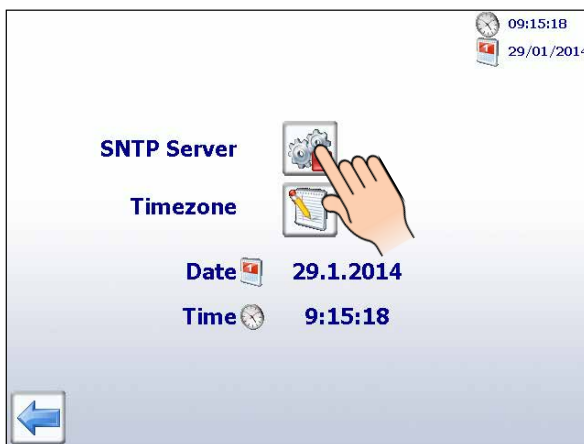 09:15:18
29/01/2014
SNTP Server
Timezone
Date 29.1.2014
Time 9:15:18